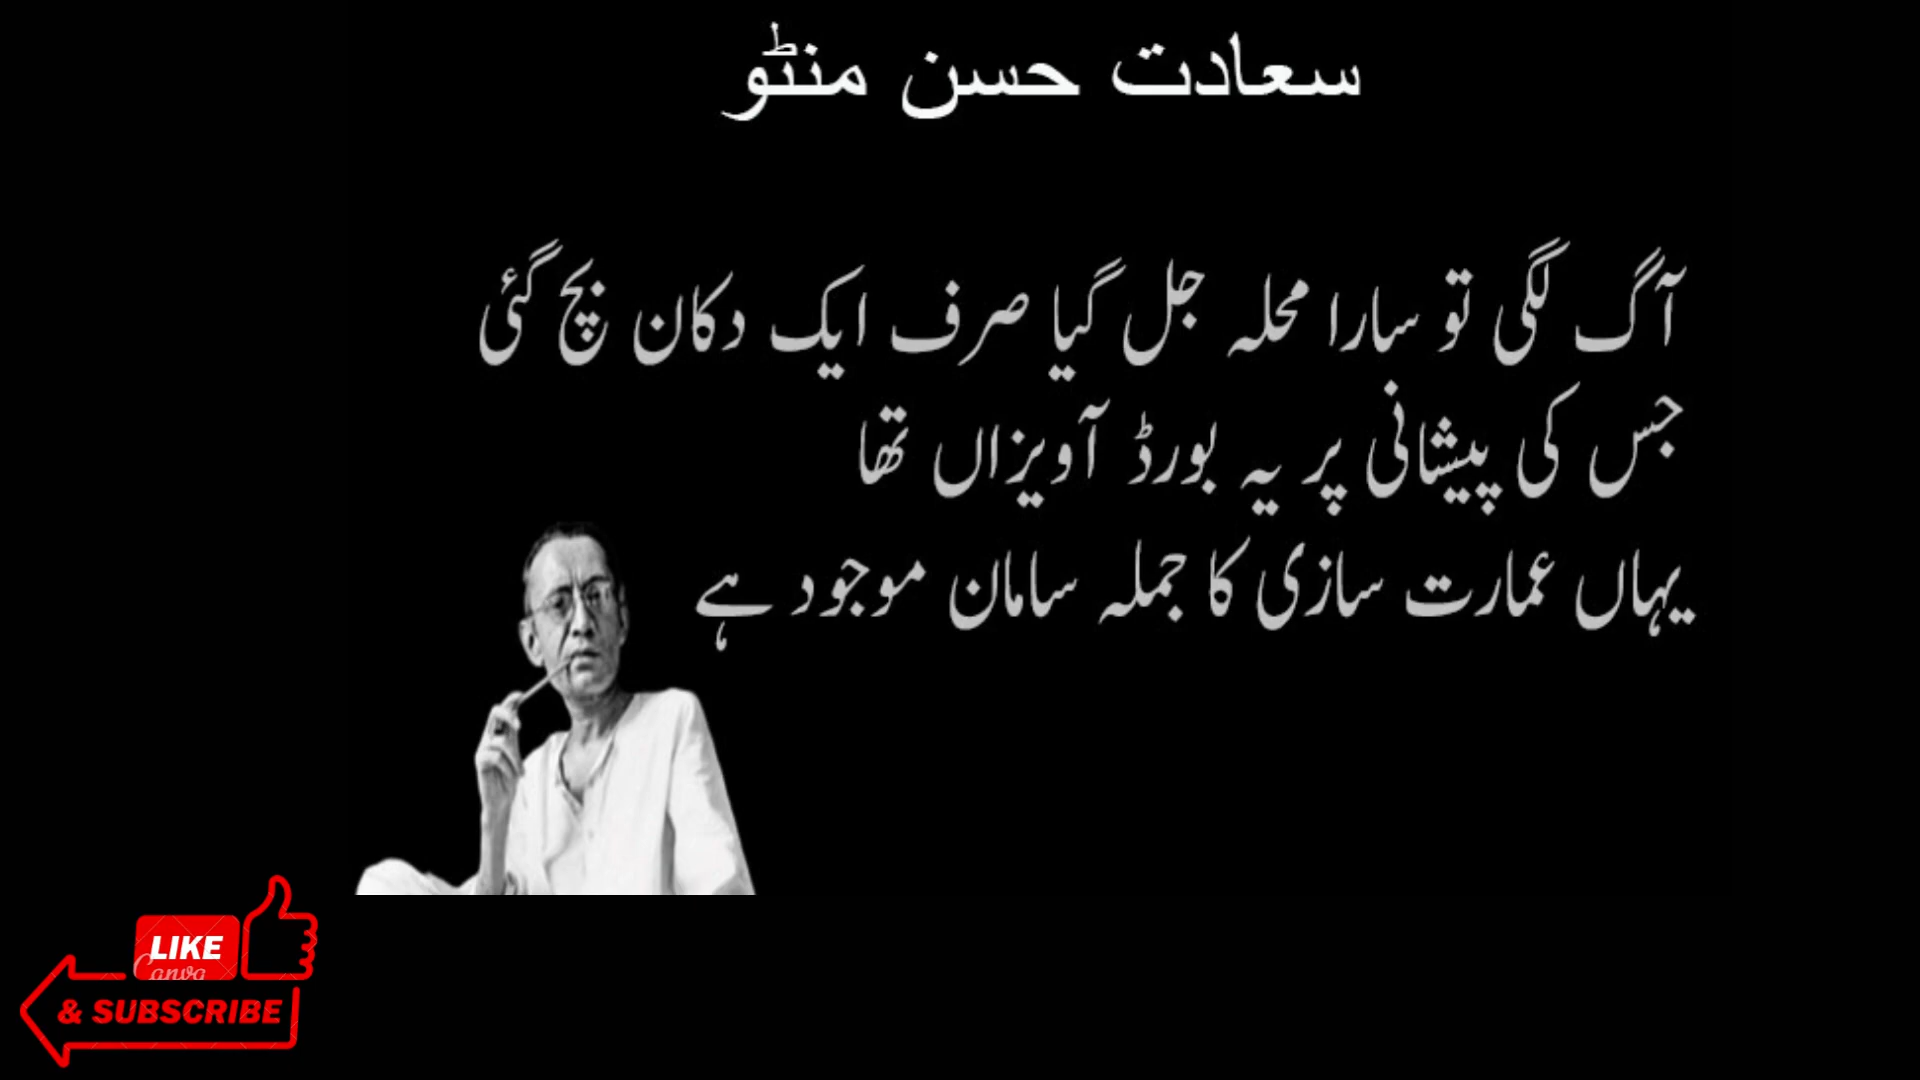 سعادت حسن منٹو
آگ لگی تو سارا محلہ جل گیا صرف ایک دکان بچ گئی
جس کی پیشانی پر یہ بورڈ آویزاں تھا
یہاں عمارت سازی کا جملہ سامان موجود ہے
LIKE
Canva
& SUBSCRIBE